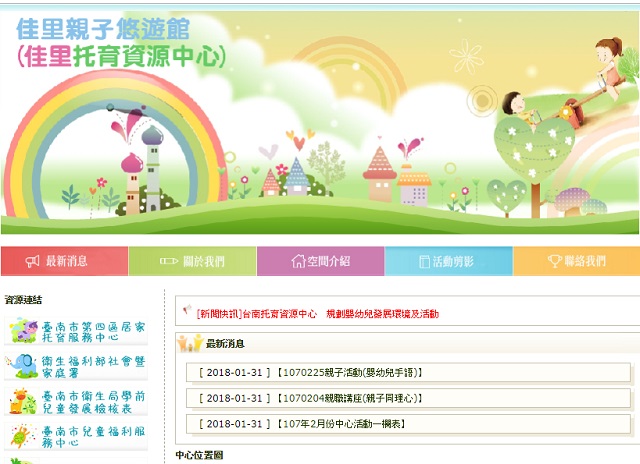 佳里親子悠遊館
(佳里托育資源中心)
最新消息
關於我們
空間介紹
活動剪影
聯絡我們
資源連結
臺南市第四區居家
托育服務中心
衛生福利部社會暨
家庭署
臺南市衛生局學前
兒童發展檢核表
臺南市兒童福利服
務中心
[新聞快訊]台南托育資源中心 規劃嬰幼兒發展環境及活動
最新消息
[ 2018-01-31 ]【1070225親子活動(嬰幼兒手語)】
[ 2018-01-31 ]【1070204親職講座(親子同理心)】
[ 2018-01-31 ]【107年2月份中心活動一欄表】
中心位置圖